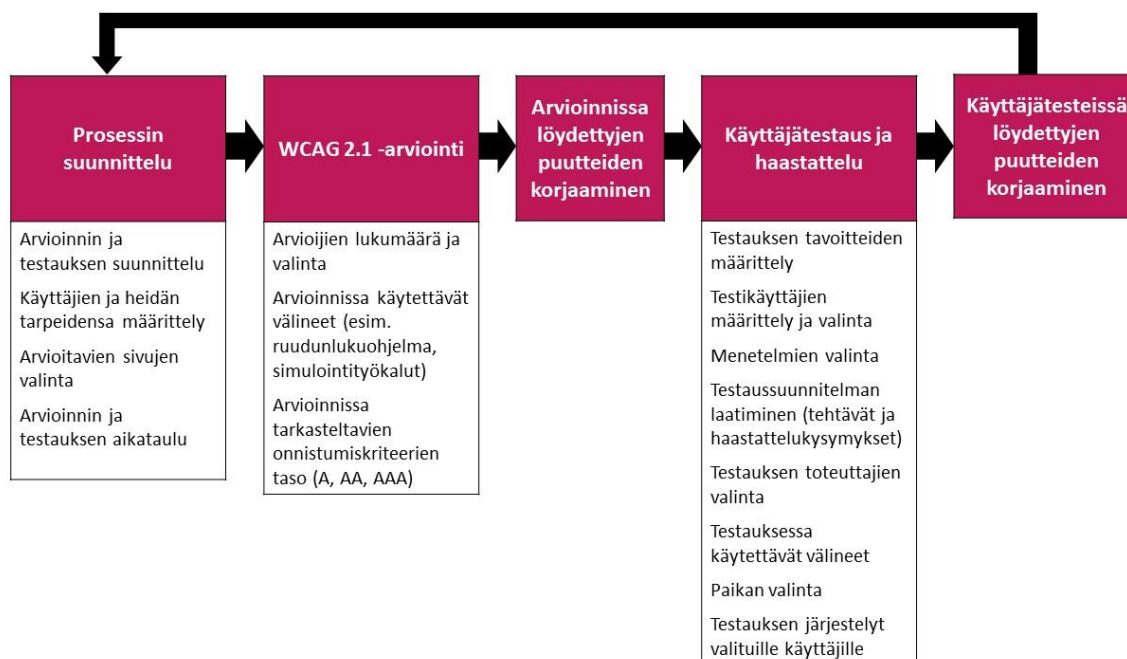 Prosessin
suunnittelu
Arvioinnin ja
testauksen suunnittelu
Käyttäjien ja heidän
tarpeidensa määrittely
Arvioitavien sivujen
valinta
Arvioinnin ja
testauksen aikataulu
WCAG 2.1 -arviointi
Arvioijien lukumäärä ja
valinta
Arvioinnissa käytettävät
välineet (esim.
ruudunlukuohjelma,
simulointityökalut)
Arvioinnissa
tarkasteltavien
onnistumiskriteerien
taso (A, AA, AAA)
Arvioinnissa
löydettyjen
puutteiden
korjaaminen
Käyttäjätestaus ja
haastattelu
Testauksen tavoitteiden
määrittely
Testikäyttäjien
määrittely ja valinta
Menetelmien valinta
Testaussuunnitelman
laatiminen (tehtävät ja
haastattelukysymykset)
Testauksen toteuttajien
valinta
Testauksessa
käytettävät välineet
Paikan valinta
Testauksen järjestelyt
valituille käyttäjille
Käyttäjätesteissä
löydettyjen
puutteiden
korjaaminen